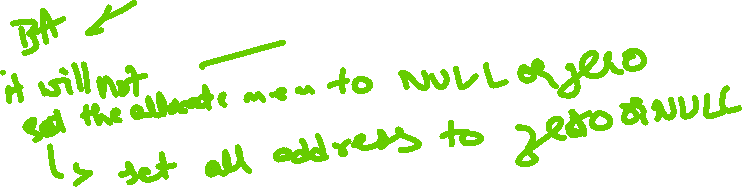 BA
it will not
set the allocate mem to NULL or zero
↳ set all address to zero or NULL